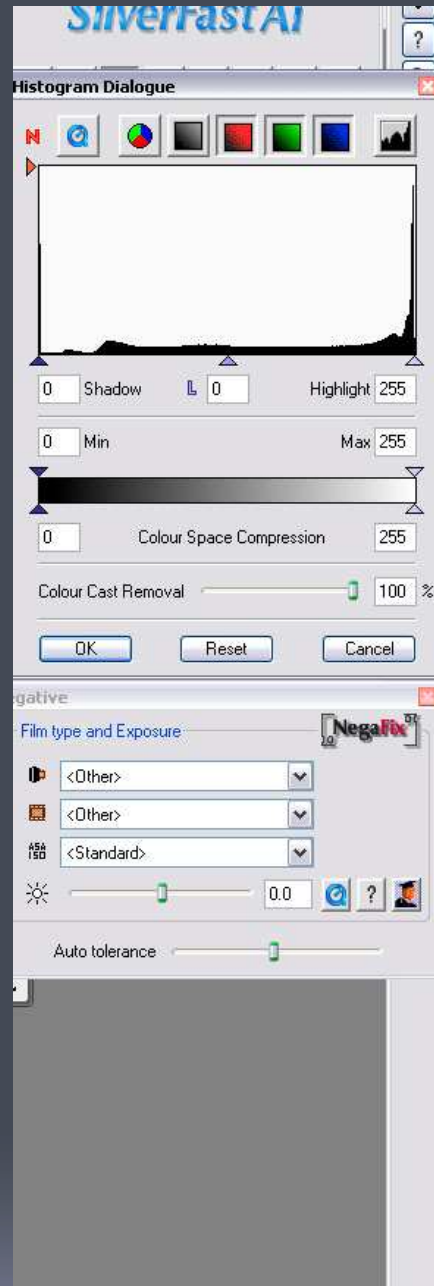 SilverFast Ai
?
Histogram Dialogue
N
0 Shadow L 0 Highlight 255
0 Min Max 255
0 Colour Space Compression 255
Colour Cast Removal 100 %
OK Reset Cancel
gative
Film type and Exposure NegaFix
<Other>
<Other>
ASA ISO <Standard>
0.0 ?
Auto tolerance